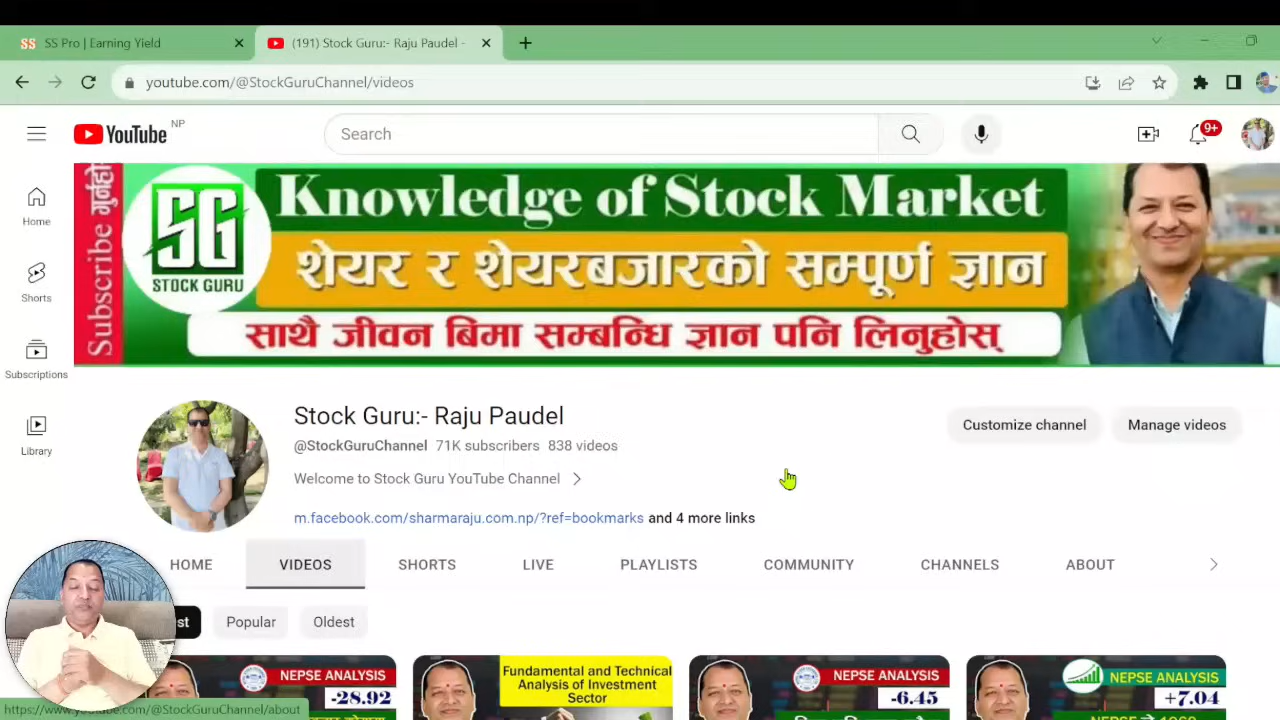 SS SS Pro | Earning Yield
(191) Stock Guru:- Raju Paudel -
youtube.com/@StockGuruChannel/videos
YouTube NP
Search
9+
Home
Shorts
Subscriptions
Library
Subscribe गर्नुहोस्
SG
STOCK GURU
Knowledge of Stock Market
शेयर र शेयरबजारको सम्पूर्ण ज्ञान
साथै जीवन बिमा सम्बन्धि ज्ञान पनि लिनुहोस्
Stock Guru:- Raju Paudel
@StockGuruChannel 71K subscribers 838 videos
Welcome to Stock Guru YouTube Channel
m.facebook.com/sharmaraju.com.np/?ref=bookmarks and 4 more links
Customize channel
Manage videos
HOME VIDEOS SHORTS LIVE PLAYLISTS COMMUNITY CHANNELS ABOUT
st Popular Oldest
NEPSE ANALYSIS
-28.92
Fundamental and Technical
Analysis of Investment
Sector
NEPSE ANALYSIS
-6.45
NEPSE ANALYSIS
+7.04
https://www.youtube.com/@StockGuruChannel/about